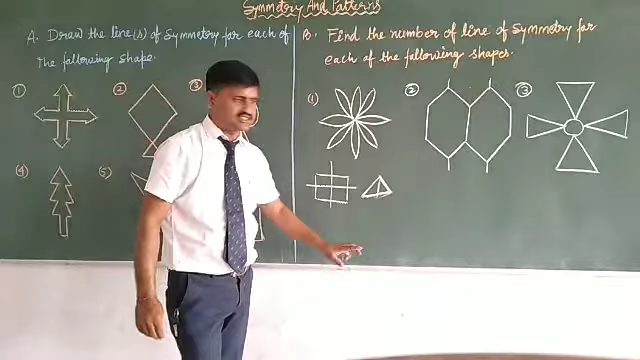 Symmetry And Patterns
A. Draw the line(s) of Symmetry for each of
the following shape.
① ② ③
④ ⑤
B. Find the number of line of symmetry for
each of the following shapes.
① ② ③